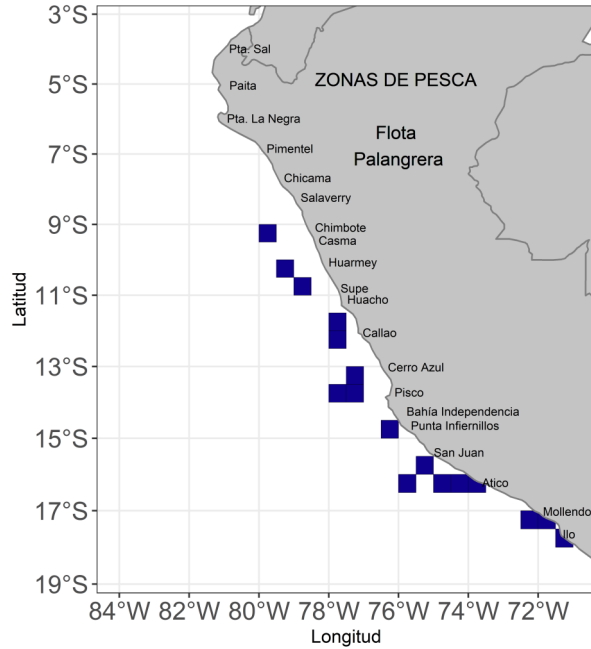 3°S
Pta. Sal
5°S
ZONAS DE PESCA
Paita
Pta. La Negra
Flota
Palangrera
7°S
Pimentel
Chicama
Salaverry
9°S
Chimbote
Casma
Huarmey
11°S
Supe
Huacho
Latitud
Callao
13°S
Cerro Azul
Pisco
Bahía Independencia
Punta Infiernillos
15°S
San Juan
Atico
17°S
Mollendo
Ilo
19°S
84°W 82°W 80°W 78°W 76°W 74°W 72°W
Longitud